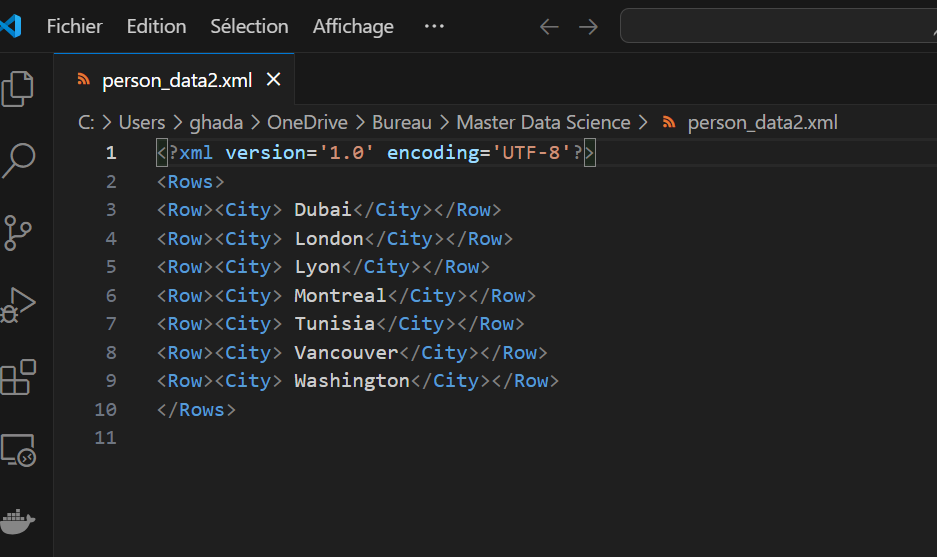 Fichier Edition Sélection Affichage ···
person_data2.xml
C: > Users > ghada > OneDrive > Bureau > Master Data Science > person_data2.xml
1 <?xml version='1.0' encoding='UTF-8'?>
2 <Rows>
3 <Row><City> Dubai</City></Row>
4 <Row><City> London</City></Row>
5 <Row><City> Lyon</City></Row>
6 <Row><City> Montreal</City></Row>
7 <Row><City> Tunisia</City></Row>
8 <Row><City> Vancouver</City></Row>
9 <Row><City> Washington</City></Row>
10 </Rows>
11